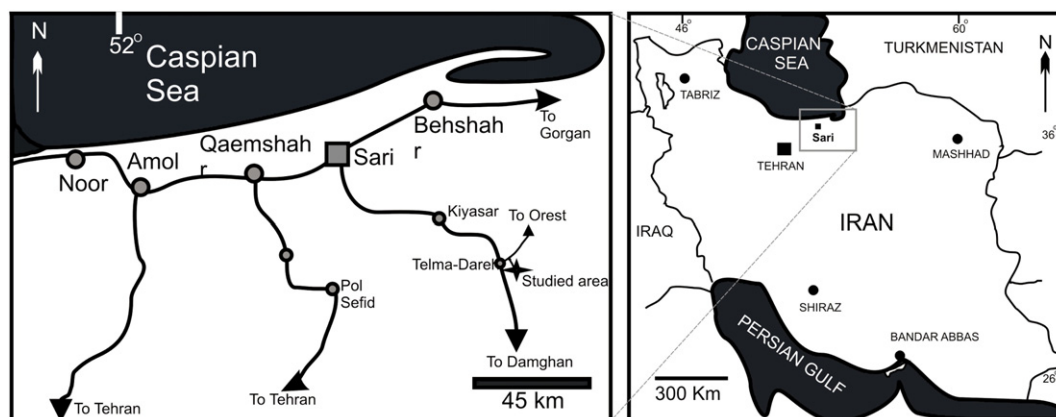 N
52°
Caspian
Sea
Behshah
r
To
Gorgan
Qaemshah
r
Sari
Amol
Noor
Kiyasar
To Orest
Telma-Dareh
Studied area
Pol
Sefid
To Damghan
To Tehran
To Tehran
45 km
46°
60°
N
CASPIAN
SEA
TURKMENISTAN
TABRIZ
Sari
36°
TEHRAN
MASHHAD
IRAQ
IRAN
SHIRAZ
BANDAR ABBAS
PERSIAN GULF
26°
300 Km